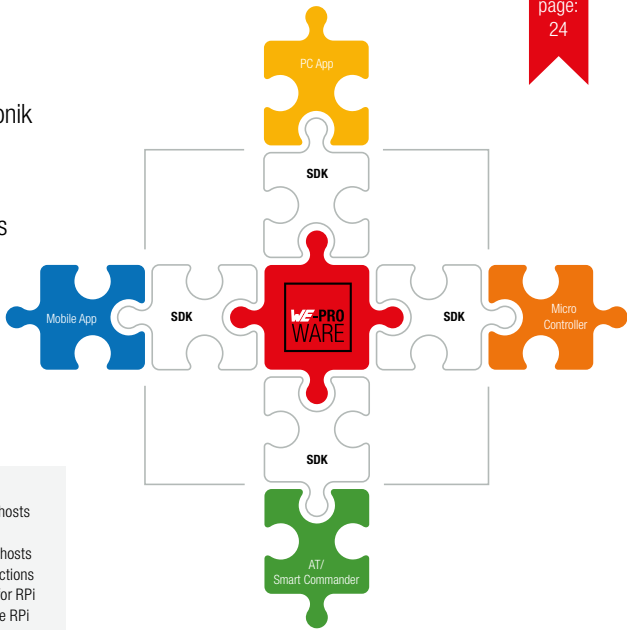 page:
24
PC App
onik
SDK
s
Mobile App
SDK
WE-PRO
WARE
SDK
Micro
Controller
SDK
hosts
hosts
ctions
or RPi
e RPi
AT/
Smart Commander